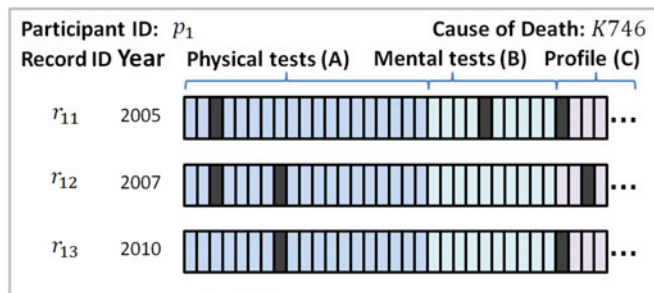 Participant ID: p₁ Cause of Death: K746
Record ID Year Physical tests (A) Mental tests (B) Profile (C)
r₁₁ 2005 ...
r₁₂ 2007 ...
r₁₃ 2010 ...